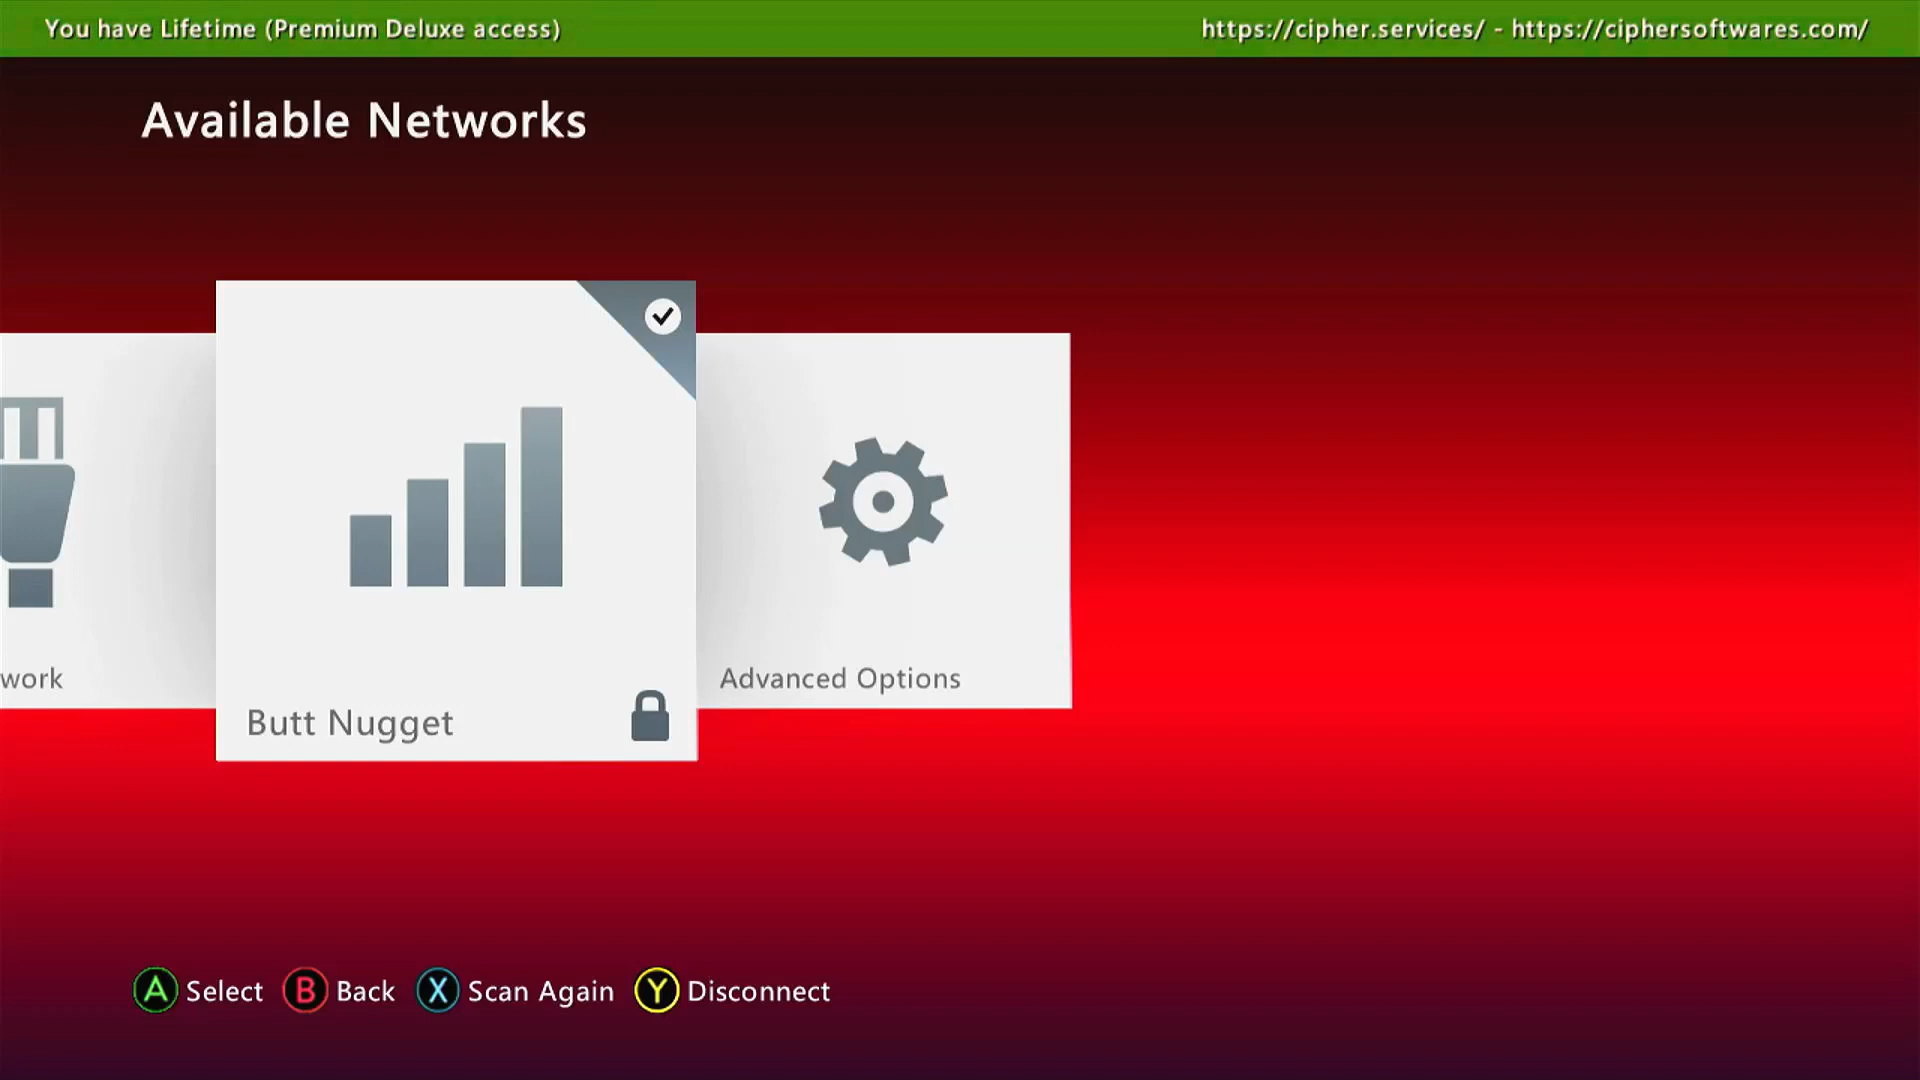 You have Lifetime (Premium Deluxe access)
https://cipher.services/ - https://ciphersoftwares.com/
Available Networks
work
Butt Nugget
Advanced Options
A Select B Back X Scan Again Y Disconnect